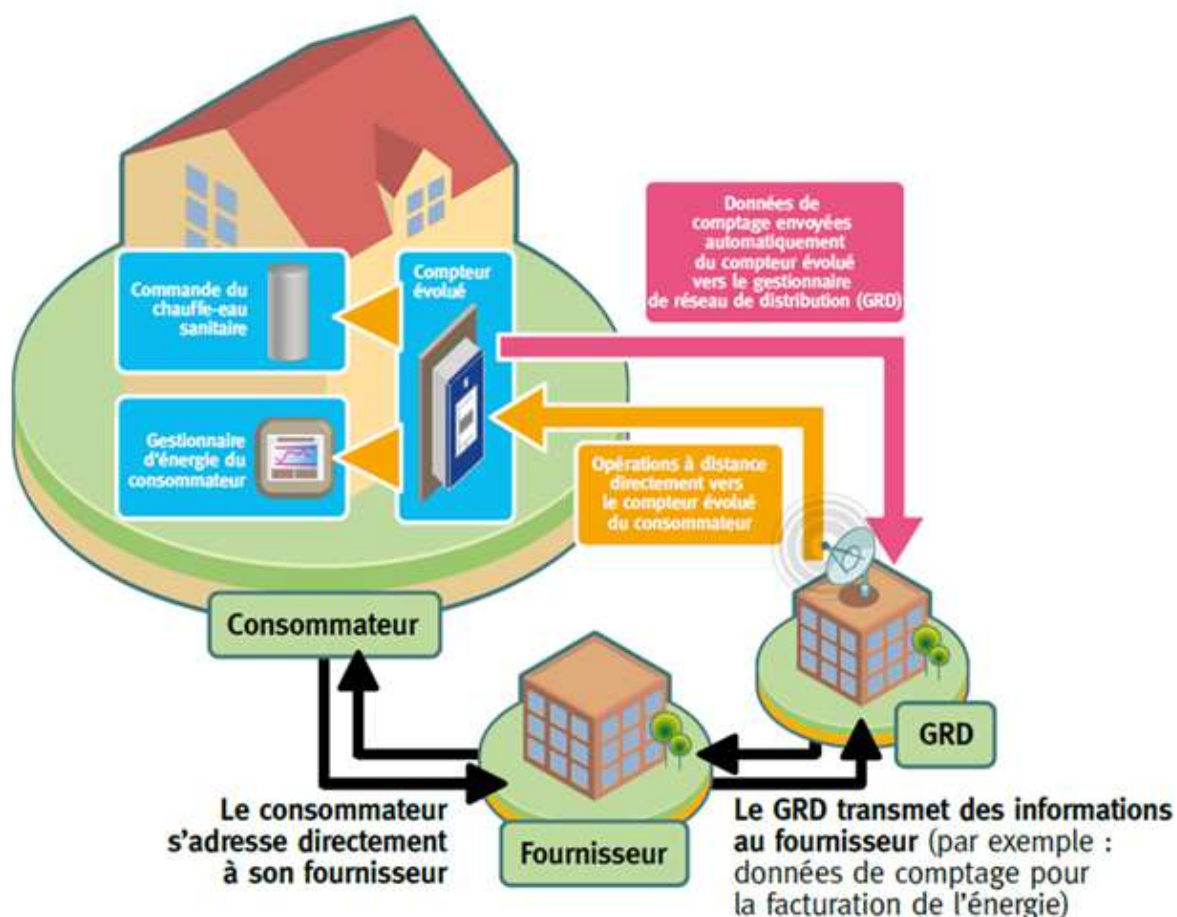 Données de
comptage envoyées
automatiquement
du compteur évolué
vers le gestionnaire
de réseau de distribution (GRD)
Commande du
chauffe-eau
sanitaire
Compteur
évolué
Gestionnaire
d'énergie du
consommateur
Opérations à distance
directement vers
le compteur évolué
du consommateur
Consommateur
GRD
Le consommateur
s'adresse directement
à son fournisseur
Fournisseur
Le GRD transmet des informations
au fournisseur (par exemple :
données de comptage pour
la facturation de l'énergie)